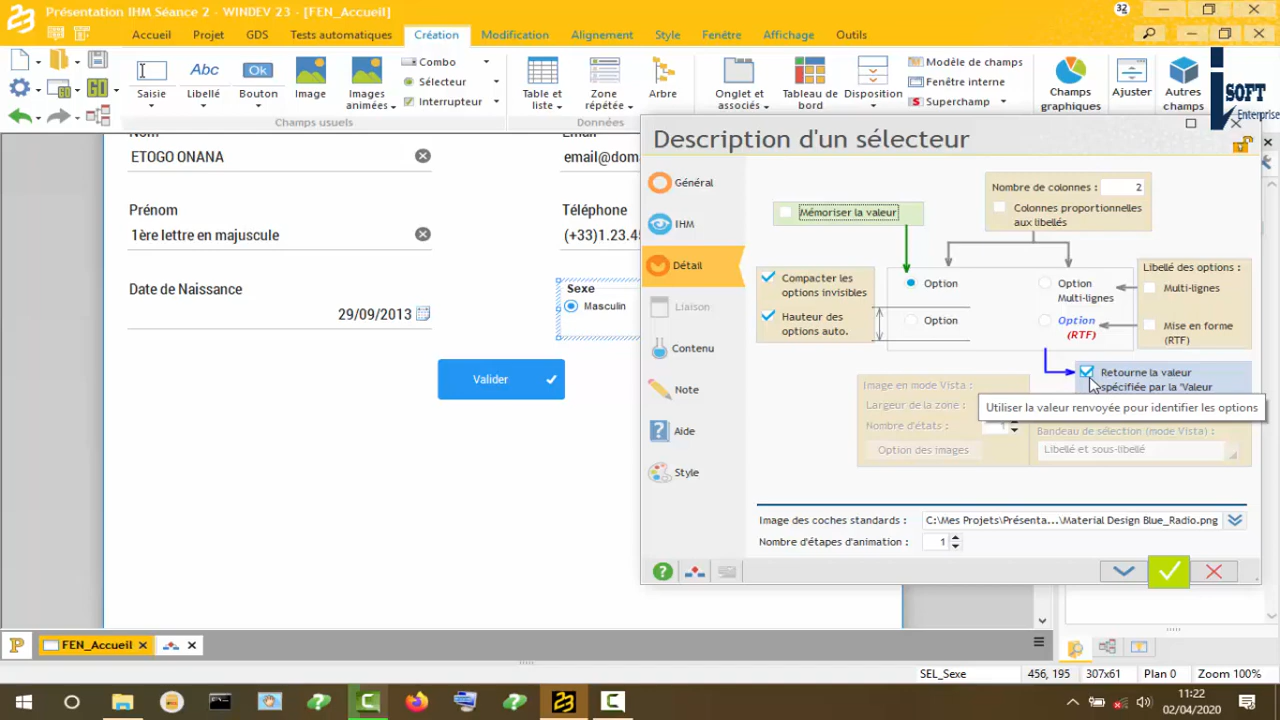 Présentation IHM Séance 2 - WINDEV 23 - [FEN_Accueil]
32
Accueil Projet GDS Tests automatiques Création Modification Alignement Style Fenêtre Affichage Outils
Saisie
Abc
Libellé
Ok
Bouton
Image
Images
animées
Combo
Sélecteur
Interrupteur
Table et
liste
Zone
répétée
Arbre
Onglet et
associés
Tableau de
bord
Disposition
Modèle de champs
Fenêtre interne
Superchamp
Champs
graphiques
Ajuster
Autres
champs
Champs usuels
Données
SOFT
Enterprise
Nom
ETOGO ONANA
Email
email@dom
Prénom
1ère lettre en majuscule
Téléphone
(+33)1.23.45
Date de Naissance
29/09/2013
Sexe
Masculin
Valider
Description d'un sélecteur
Général
IHM
Détail
Liaison
Contenu
Note
Aide
Style
Mémoriser la valeur
Nombre de colonnes : 2
Colonnes proportionnelles
aux libellés
Compacter les
options invisibles
Hauteur des
options auto.
Option
Option
Multi-lignes
Option
Option
(RTF)
Libellé des options :
Multi-lignes
Mise en forme
(RTF)
Retourne la valeur
spécifiée par la 'Valeur
Utiliser la valeur renvoyée pour identifier les options
Image en mode Vista :
Largeur de la zone :
Nombre d'états :
Option des images
Bandeau de sélection (mode Vista) :
Libellé et sous-libellé
Image des coches standards : C:\Mes Projets\Présenta...\Material Design Blue_Radio.png
Nombre d'étapes d'animation : 1
FEN_Accueil
SEL_Sexe 456, 195 307x61 Plan 0 Zoom 100%
11:22
02/04/2020